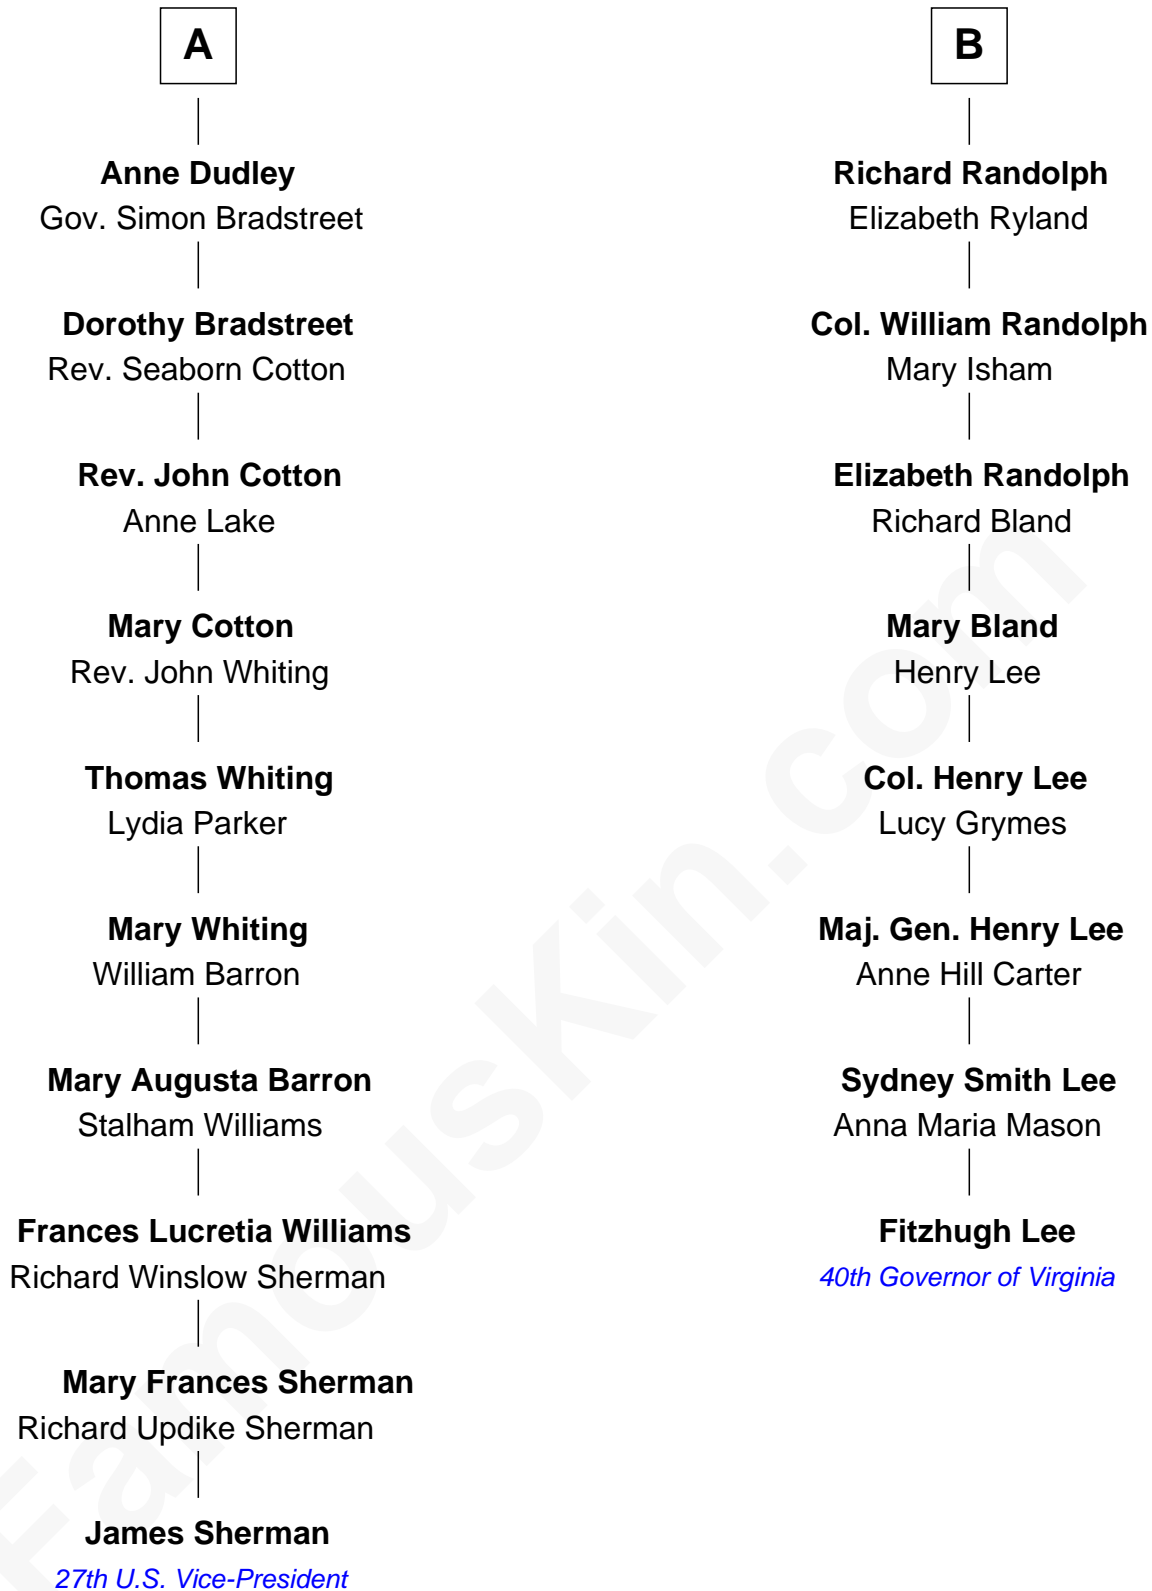 A
Anne Dudley
Gov. Simon Bradstreet
Dorothy Bradstreet
Rev. Seaborn Cotton
Rev. John Cotton
Anne Lake
Mary Cotton
Rev. John Whiting
Thomas Whiting
Lydia Parker
Mary Whiting
William Barron
Mary Augusta Barron
Stalham Williams
Frances Lucretia Williams
Richard Winslow Sherman
Mary Frances Sherman
Richard Updike Sherman
James Sherman
27th U.S. Vice-President
B
Richard Randolph
Elizabeth Ryland
Col. William Randolph
Mary Isham
Elizabeth Randolph
Richard Bland
Mary Bland
Henry Lee
Col. Henry Lee
Lucy Grymes
Maj. Gen. Henry Lee
Anne Hill Carter
Sydney Smith Lee
Anna Maria Mason
Fitzhugh Lee
40th Governor of Virginia
FamousKin.com